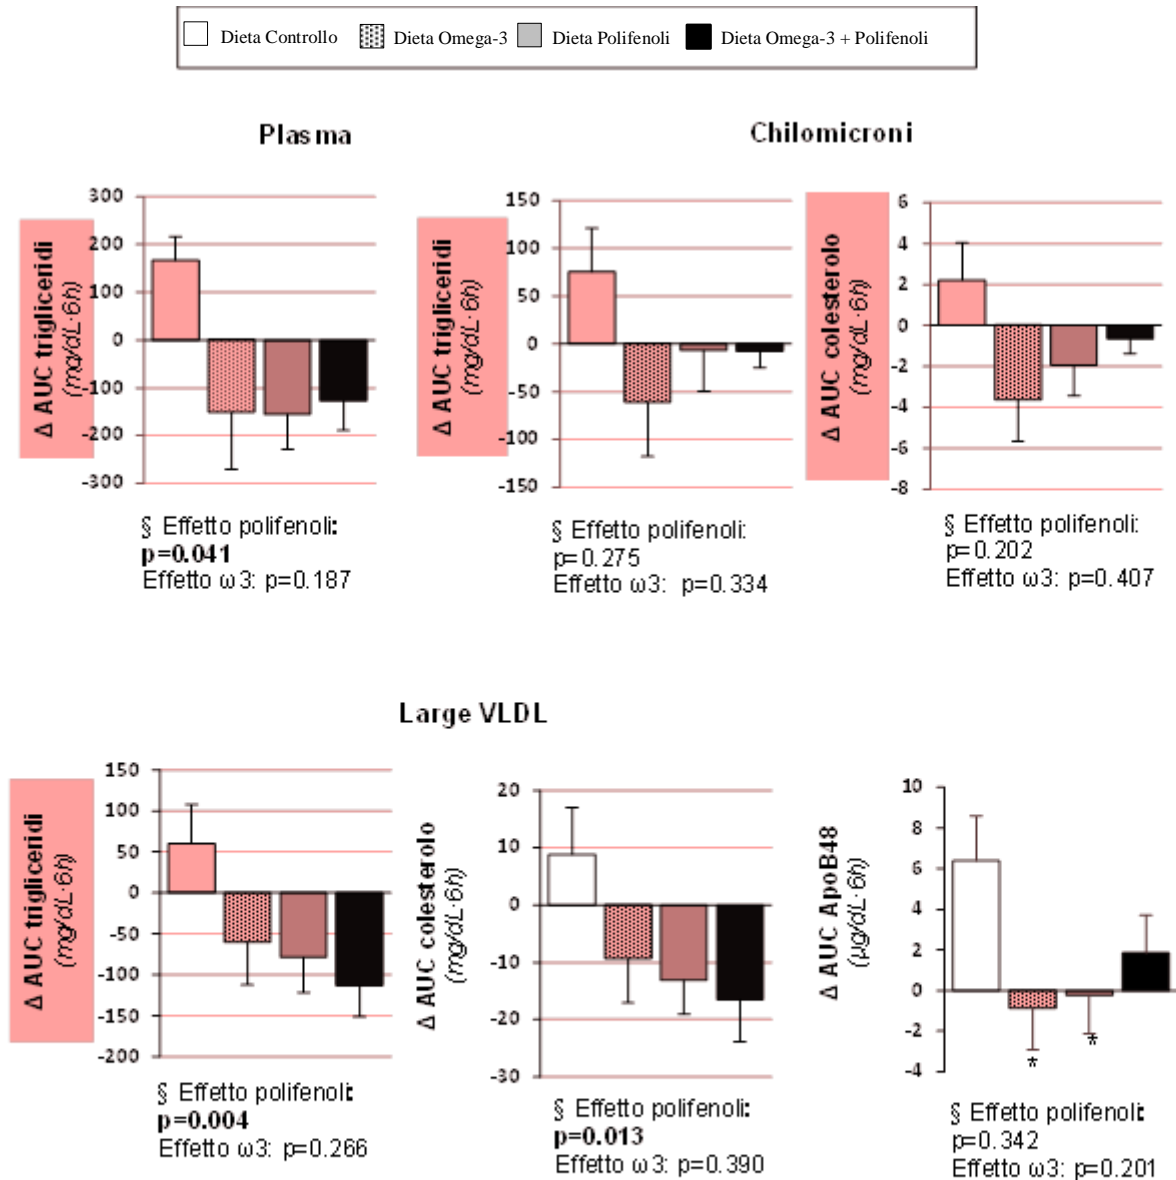 Dieta Controllo Dieta Omega-3 Dieta Polifenoli Dieta Omega-3 + Polifenoli
Plasma
Chilomicroni
Δ AUC trigliceridi
(mg/dL·6h)
300
200
100
0
-100
-200
-300
§ Effetto polifenoli:
p=0.041
Effetto ω3: p=0.187
Δ AUC trigliceridi
(mg/dL·6h)
150
100
50
0
-50
-100
-150
§ Effetto polifenoli:
p=0.275
Effetto ω3: p=0.334
Δ AUC colesterolo
(mg/dL·6h)
6
4
2
0
-2
-4
-6
-8
§ Effetto polifenoli:
p=0.202
Effetto ω3: p=0.407
Large VLDL
Δ AUC trigliceridi
(mg/dL·6h)
150
100
50
0
-50
-100
-150
-200
§ Effetto polifenoli:
p=0.004
Effetto ω3: p=0.266
Δ AUC colesterolo
(mg/dL·6h)
20
10
0
-10
-20
-30
§ Effetto polifenoli:
p=0.013
Effetto ω3: p=0.390
Δ AUC ApoB48
(μg/dL·6h)
10
8
6
4
2
0
-2
-4
*
*
§ Effetto polifenoli:
p=0.342
Effetto ω3: p=0.201